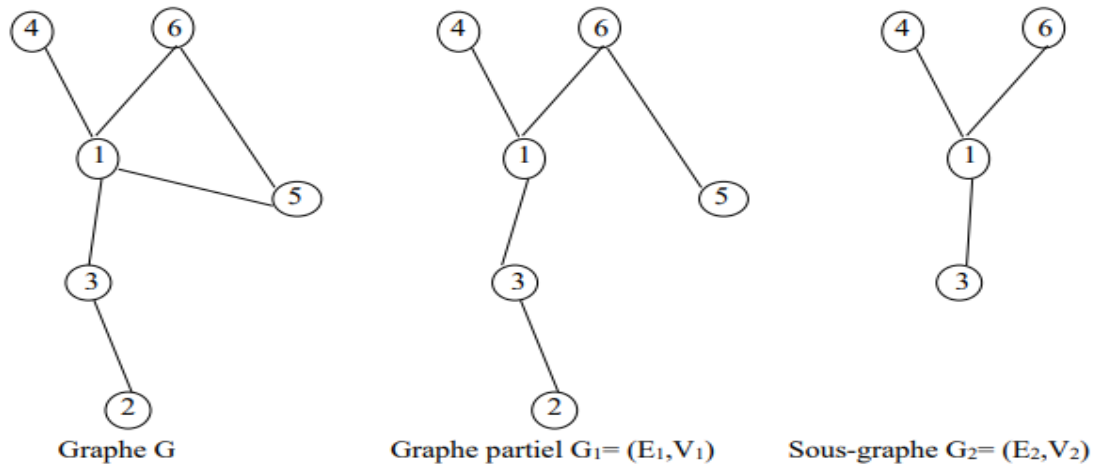 4 6 4 6 4 6
1 1 1
5 5
3 3 3
2 2
Graphe G Graphe partiel G₁= (E₁,V₁) Sous-graphe G₂= (E₂,V₂)